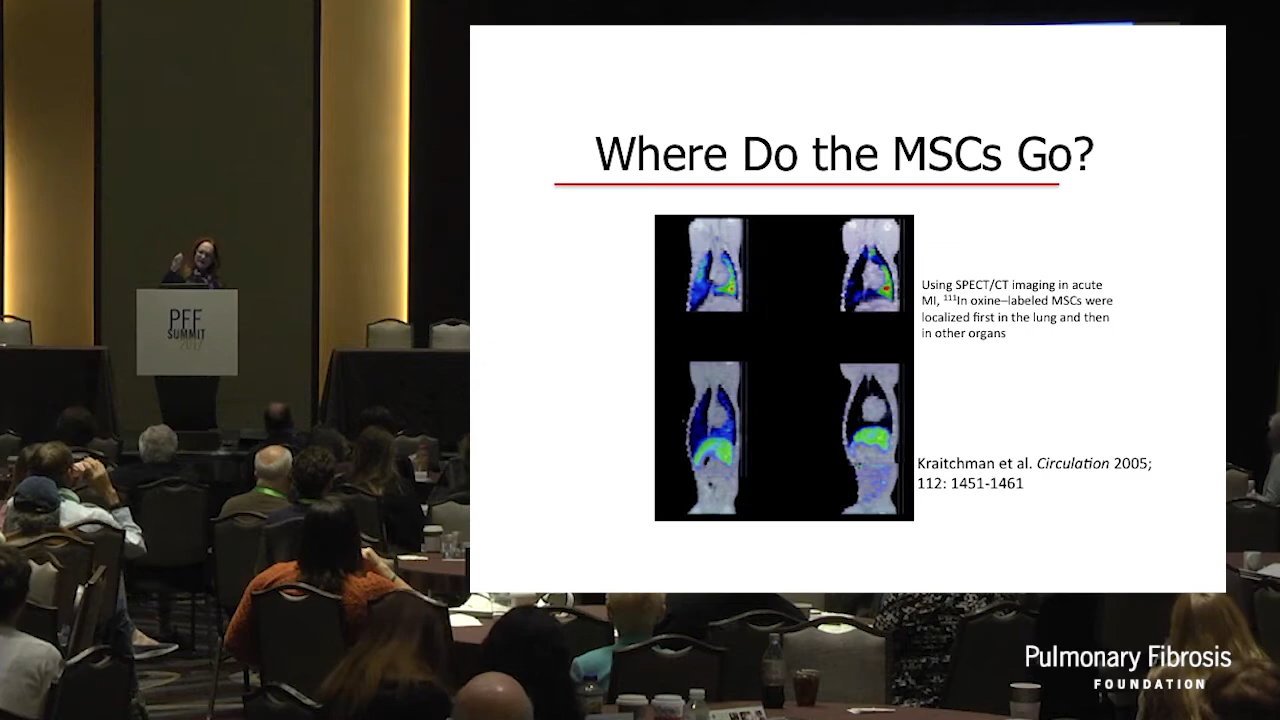 Where Do the MSCs Go?
Using SPECT/CT imaging in acute
MI, ¹¹¹In oxine–labeled MSCs were
localized first in the lung and then
in other organs
Kraitchman et al. Circulation 2005;
112: 1451-1461
PFF
SUMMIT
2017
Pulmonary Fibrosis
FOUNDATION